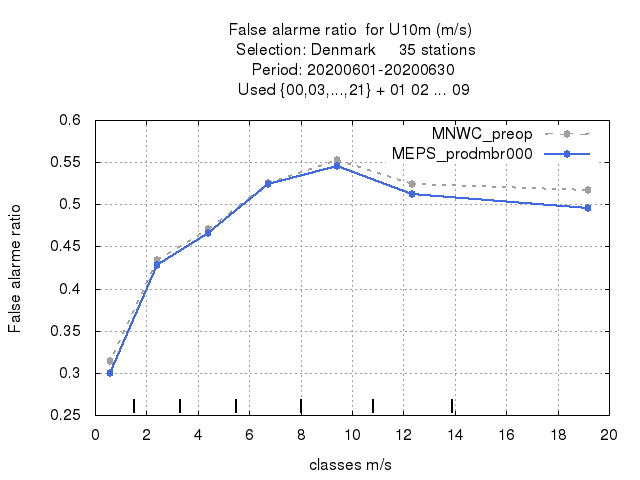 False alarme ratio  for U10m (m/s)
Selection: Denmark     35 stations
Period: 20200601-20200630
Used {00,03,...,21} + 01 02 ... 09
MNWC_preop
MEPS_prodmbr000
0.6
0.55
0.5
0.45
0.4
0.35
0.3
0.25
False alarme ratio
0 2 4 6 8 10 12 14 16 18 20
classes m/s